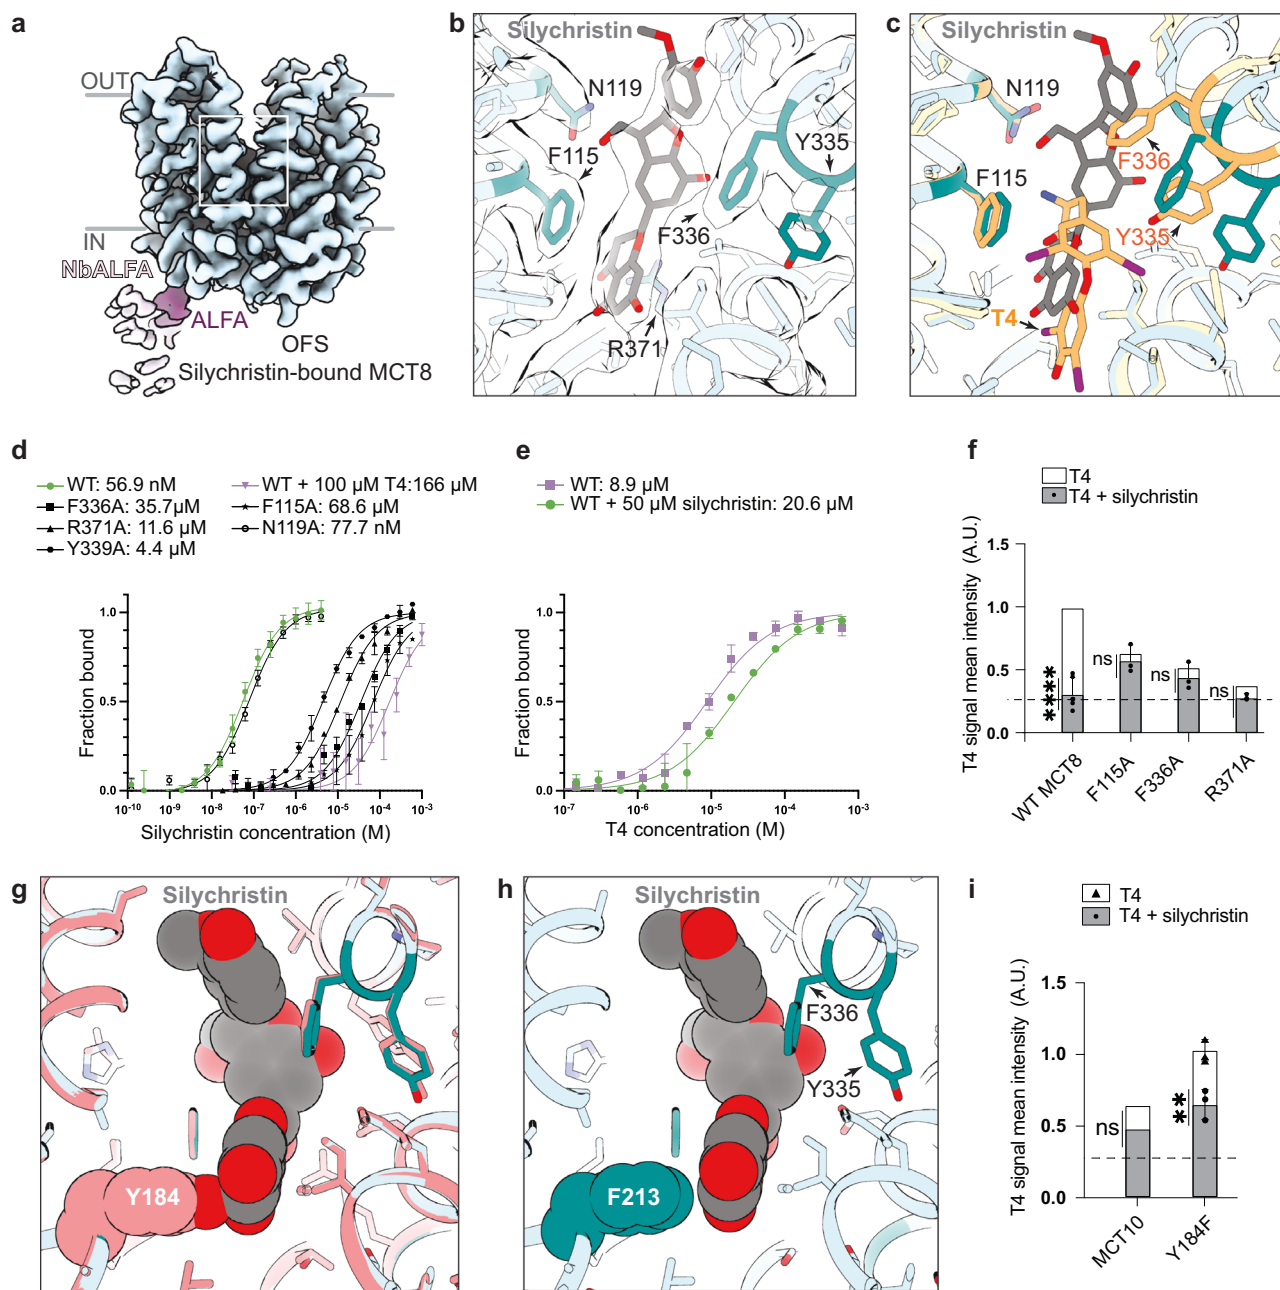 a
OUT
IN
NbALFA
ALFA
OFS
Silychristin-bound MCT8
b
Silychristin
N119
F115
Y335
F336
R371
c
Silychristin
N119
F115
F336
Y335
T4
d
WT: 56.9 nM
F336A: 35.7µM
R371A: 11.6 µM
Y339A: 4.4 µM
WT + 100 µM T4:166 µM
F115A: 68.6 µM
N119A: 77.7 nM
Fraction bound
1.0
0.5
0.0
10-10 10-9 10-8 10-7 10-6 10-5 10-4 10-3
Silychristin concentration (M)
e
WT: 8.9 µM
WT + 50 µM silychristin: 20.6 µM
Fraction bound
1.0
0.5
0.0
10-7 10-6 10-5 10-4 10-3
T4 concentration (M)
f
T4
T4 + silychristin
T4 signal mean intensity (A.U.)
1.5
1.0
0.5
0.0
****
ns
ns
ns
WT MCT8
F115A
F336A
R371A
g
Silychristin
Y184
h
Silychristin
F336
Y335
F213
i
T4
T4 + silychristin
T4 signal mean intensity (A.U.)
1.5
1.0
0.5
0.0
ns
**
MCT10
Y184F